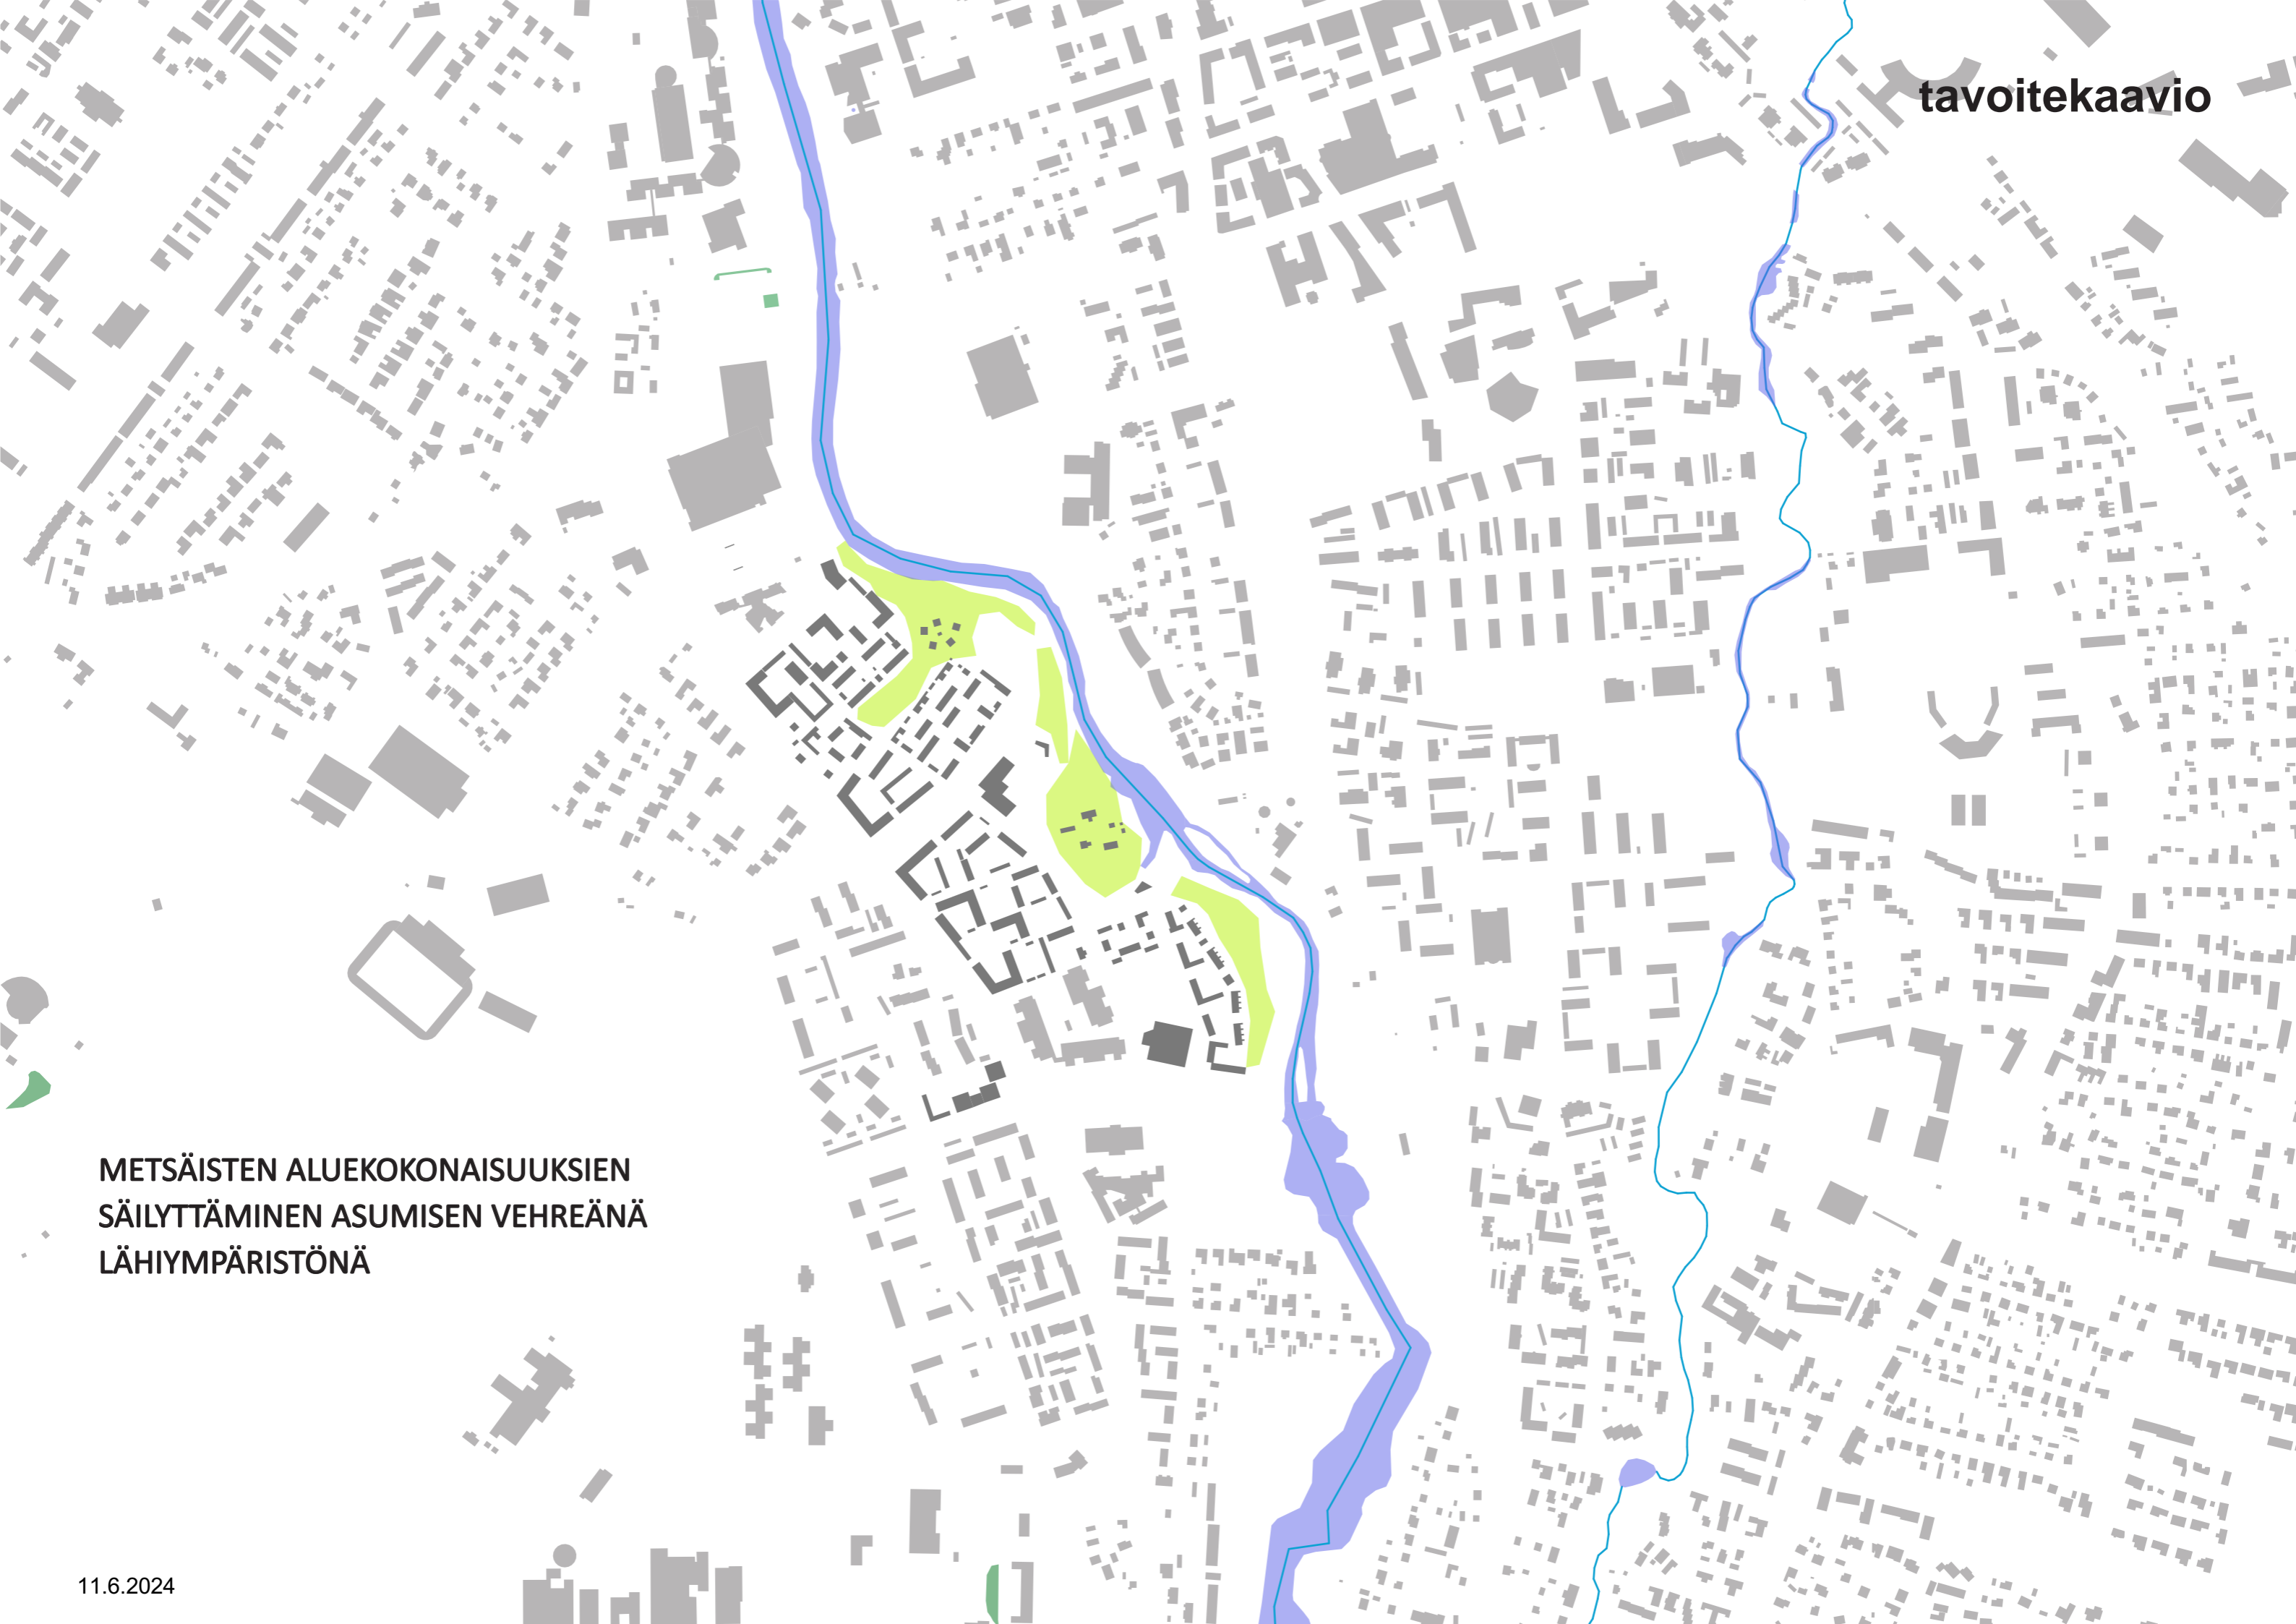 tavoitekaavio
METSÄISTEN ALUEKOKONAISUUKSIEN
SÄILYTTÄMINEN ASUMISEN VEHREÄNÄ
LÄHIYMPÄRISTÖNÄ
11.6.2024